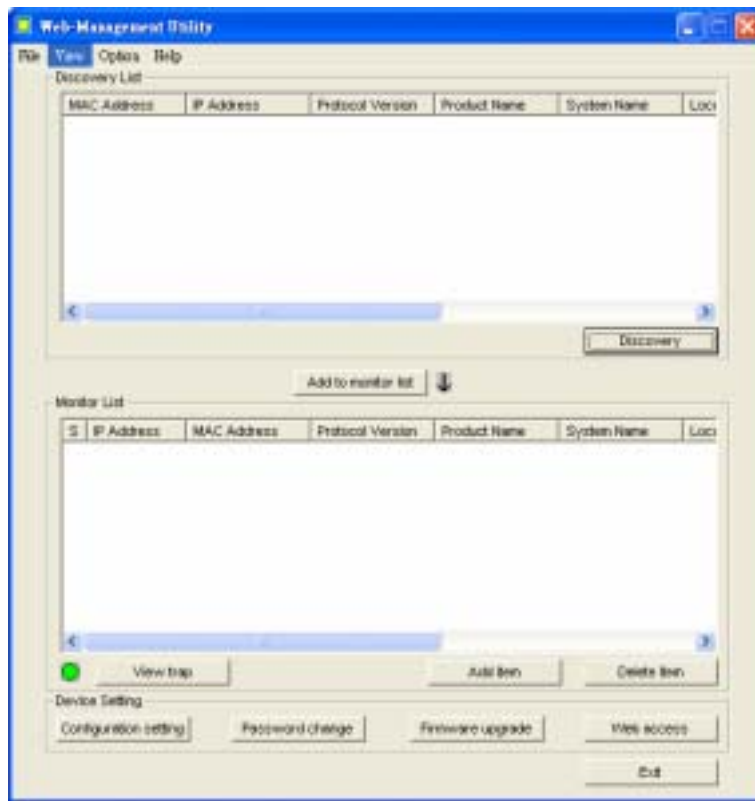 Web-Management Utility
File View Option Help
Discovery List
MAC Address IP Address Protocol Version Product Name System Name Loca
Discovery
Add to monitor list
Monitor List
S IP Address MAC Address Protocol Version Product Name System Name Loca
View trap Add item Delete item
Device Setting
Configuration setting Password change Firmware upgrade Web access
Exit